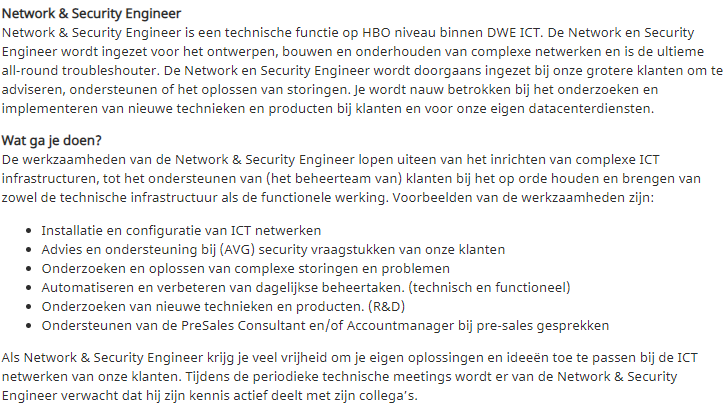 Network & Security Engineer
Network & Security Engineer is een technische functie op HBO niveau binnen DWE ICT. De Network en Security
Engineer wordt ingezet voor het ontwerpen, bouwen en onderhouden van complexe netwerken en is de ultieme
all-round troubleshouter. De Network en Security Engineer wordt doorgaans ingezet bij onze grotere klanten om te
adviseren, ondersteunen of het oplossen van storingen. Je wordt nauw betrokken bij het onderzoeken en
implementeren van nieuwe technieken en producten bij klanten en voor onze eigen datacenterdiensten.
Wat ga je doen?
De werkzaamheden van de Network & Security Engineer lopen uiteen van het inrichten van complexe ICT
infrastructuren, tot het ondersteunen van (het beheerteam van) klanten bij het op orde houden en brengen van
zowel de technische infrastructuur als de functionele werking. Voorbeelden van de werkzaamheden zijn:
• Installatie en configuratie van ICT netwerken
• Advies en ondersteuning bij (AVG) security vraagstukken van onze klanten
• Onderzoeken en oplossen van complexe storingen en problemen
• Automatiseren en verbeteren van dagelijkse beheertaken. (technisch en functioneel)
• Onderzoeken van nieuwe technieken en producten. (R&D)
• Ondersteunen van de PreSales Consultant en/of Accountmanager bij pre-sales gesprekken
Als Network & Security Engineer krijg je veel vrijheid om je eigen oplossingen en ideeën toe te passen bij de ICT
netwerken van onze klanten. Tijdens de periodieke technische meetings wordt er van de Network & Security
Engineer verwacht dat hij zijn kennis actief deelt met zijn collega's.